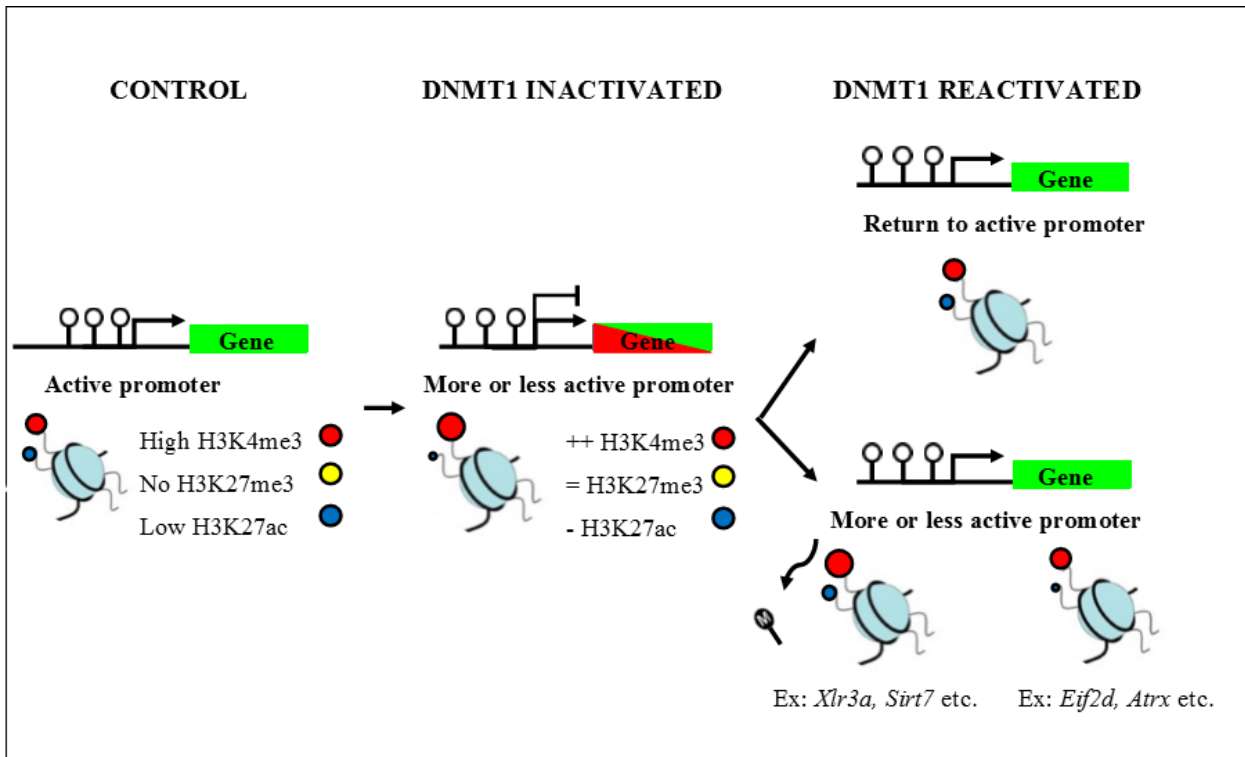 CONTROL
DNMT1 INACTIVATED
DNMT1 REACTIVATED
Gene
Return to active promoter
Gene
Active promoter
High H3K4me3
No H3K27me3
Low H3K27ac
Gene
More or less active promoter
++ H3K4me3
= H3K27me3
- H3K27ac
Gene
More or less active promoter
M
Ex: Xlr3a, Sirt7 etc.
Ex: Eif2d, Atrx etc.